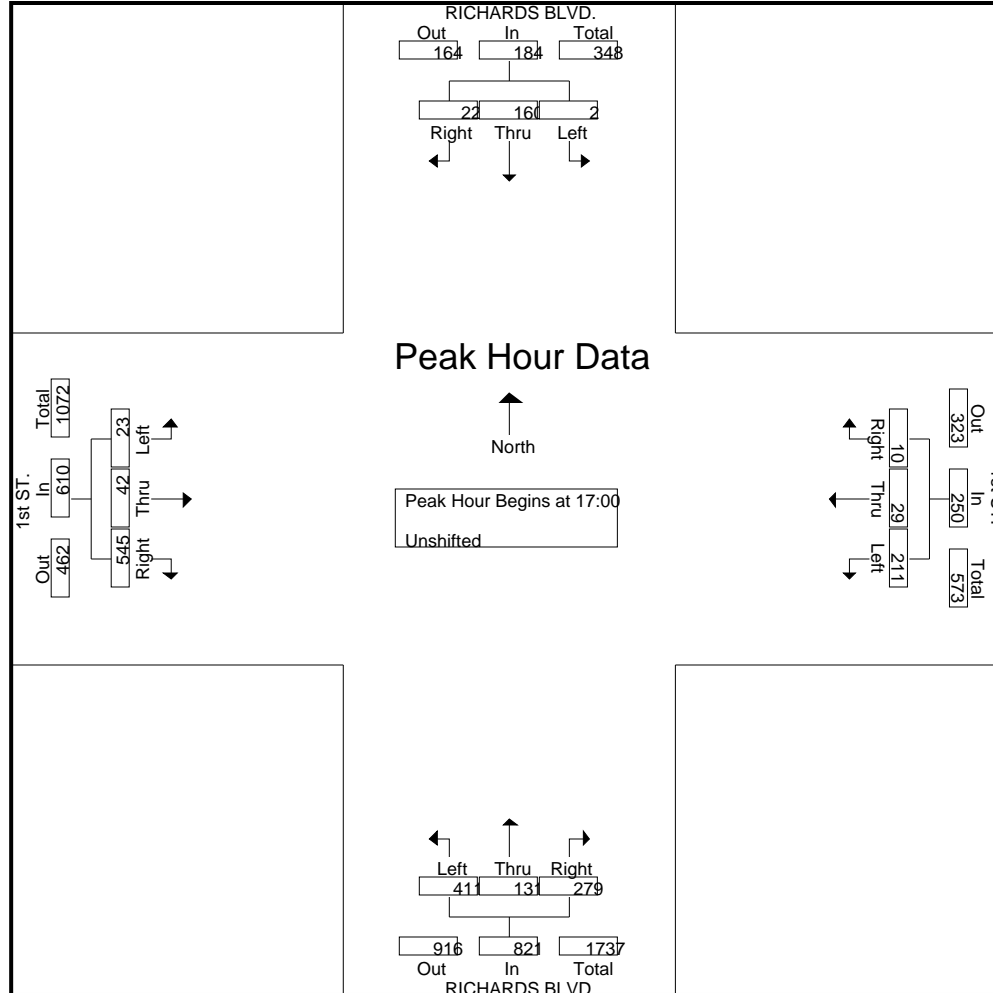 RICHARDS BLVD.
Out In Total
164 184 348
22 160 2
Right Thru Left
Peak Hour Data
North
Peak Hour Begins at 17:00
Unshifted
1st ST.
Total In Out
1072 610 462
23 42 545
Left Thru Right
Out In Total
323 250 573
10 29 211
Right Thru Left
Left Thru Right
411 131 279
916 821 1737
Out In Total
RICHARDS BLVD.